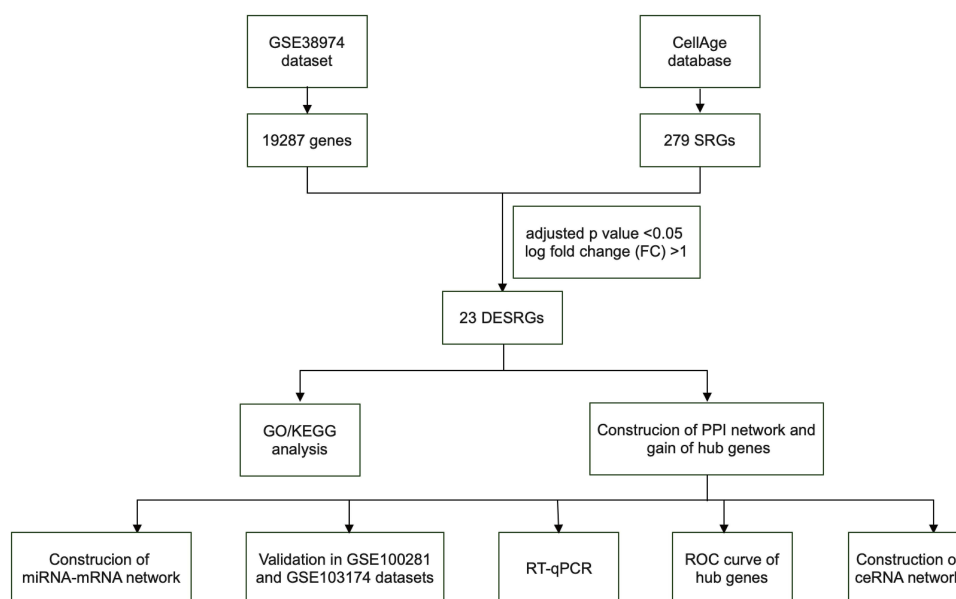 GSE38974
dataset
CellAge
database
19287 genes
279 SRGs
adjusted p value <0.05
log fold change (FC) >1
23 DESRGs
GO/KEGG
analysis
Construcion of PPI network and
gain of hub genes
Construcion of
miRNA-mRNA network
Validation in GSE100281
and GSE103174 datasets
RT-qPCR
ROC curve of
hub genes
Construction of
ceRNA network